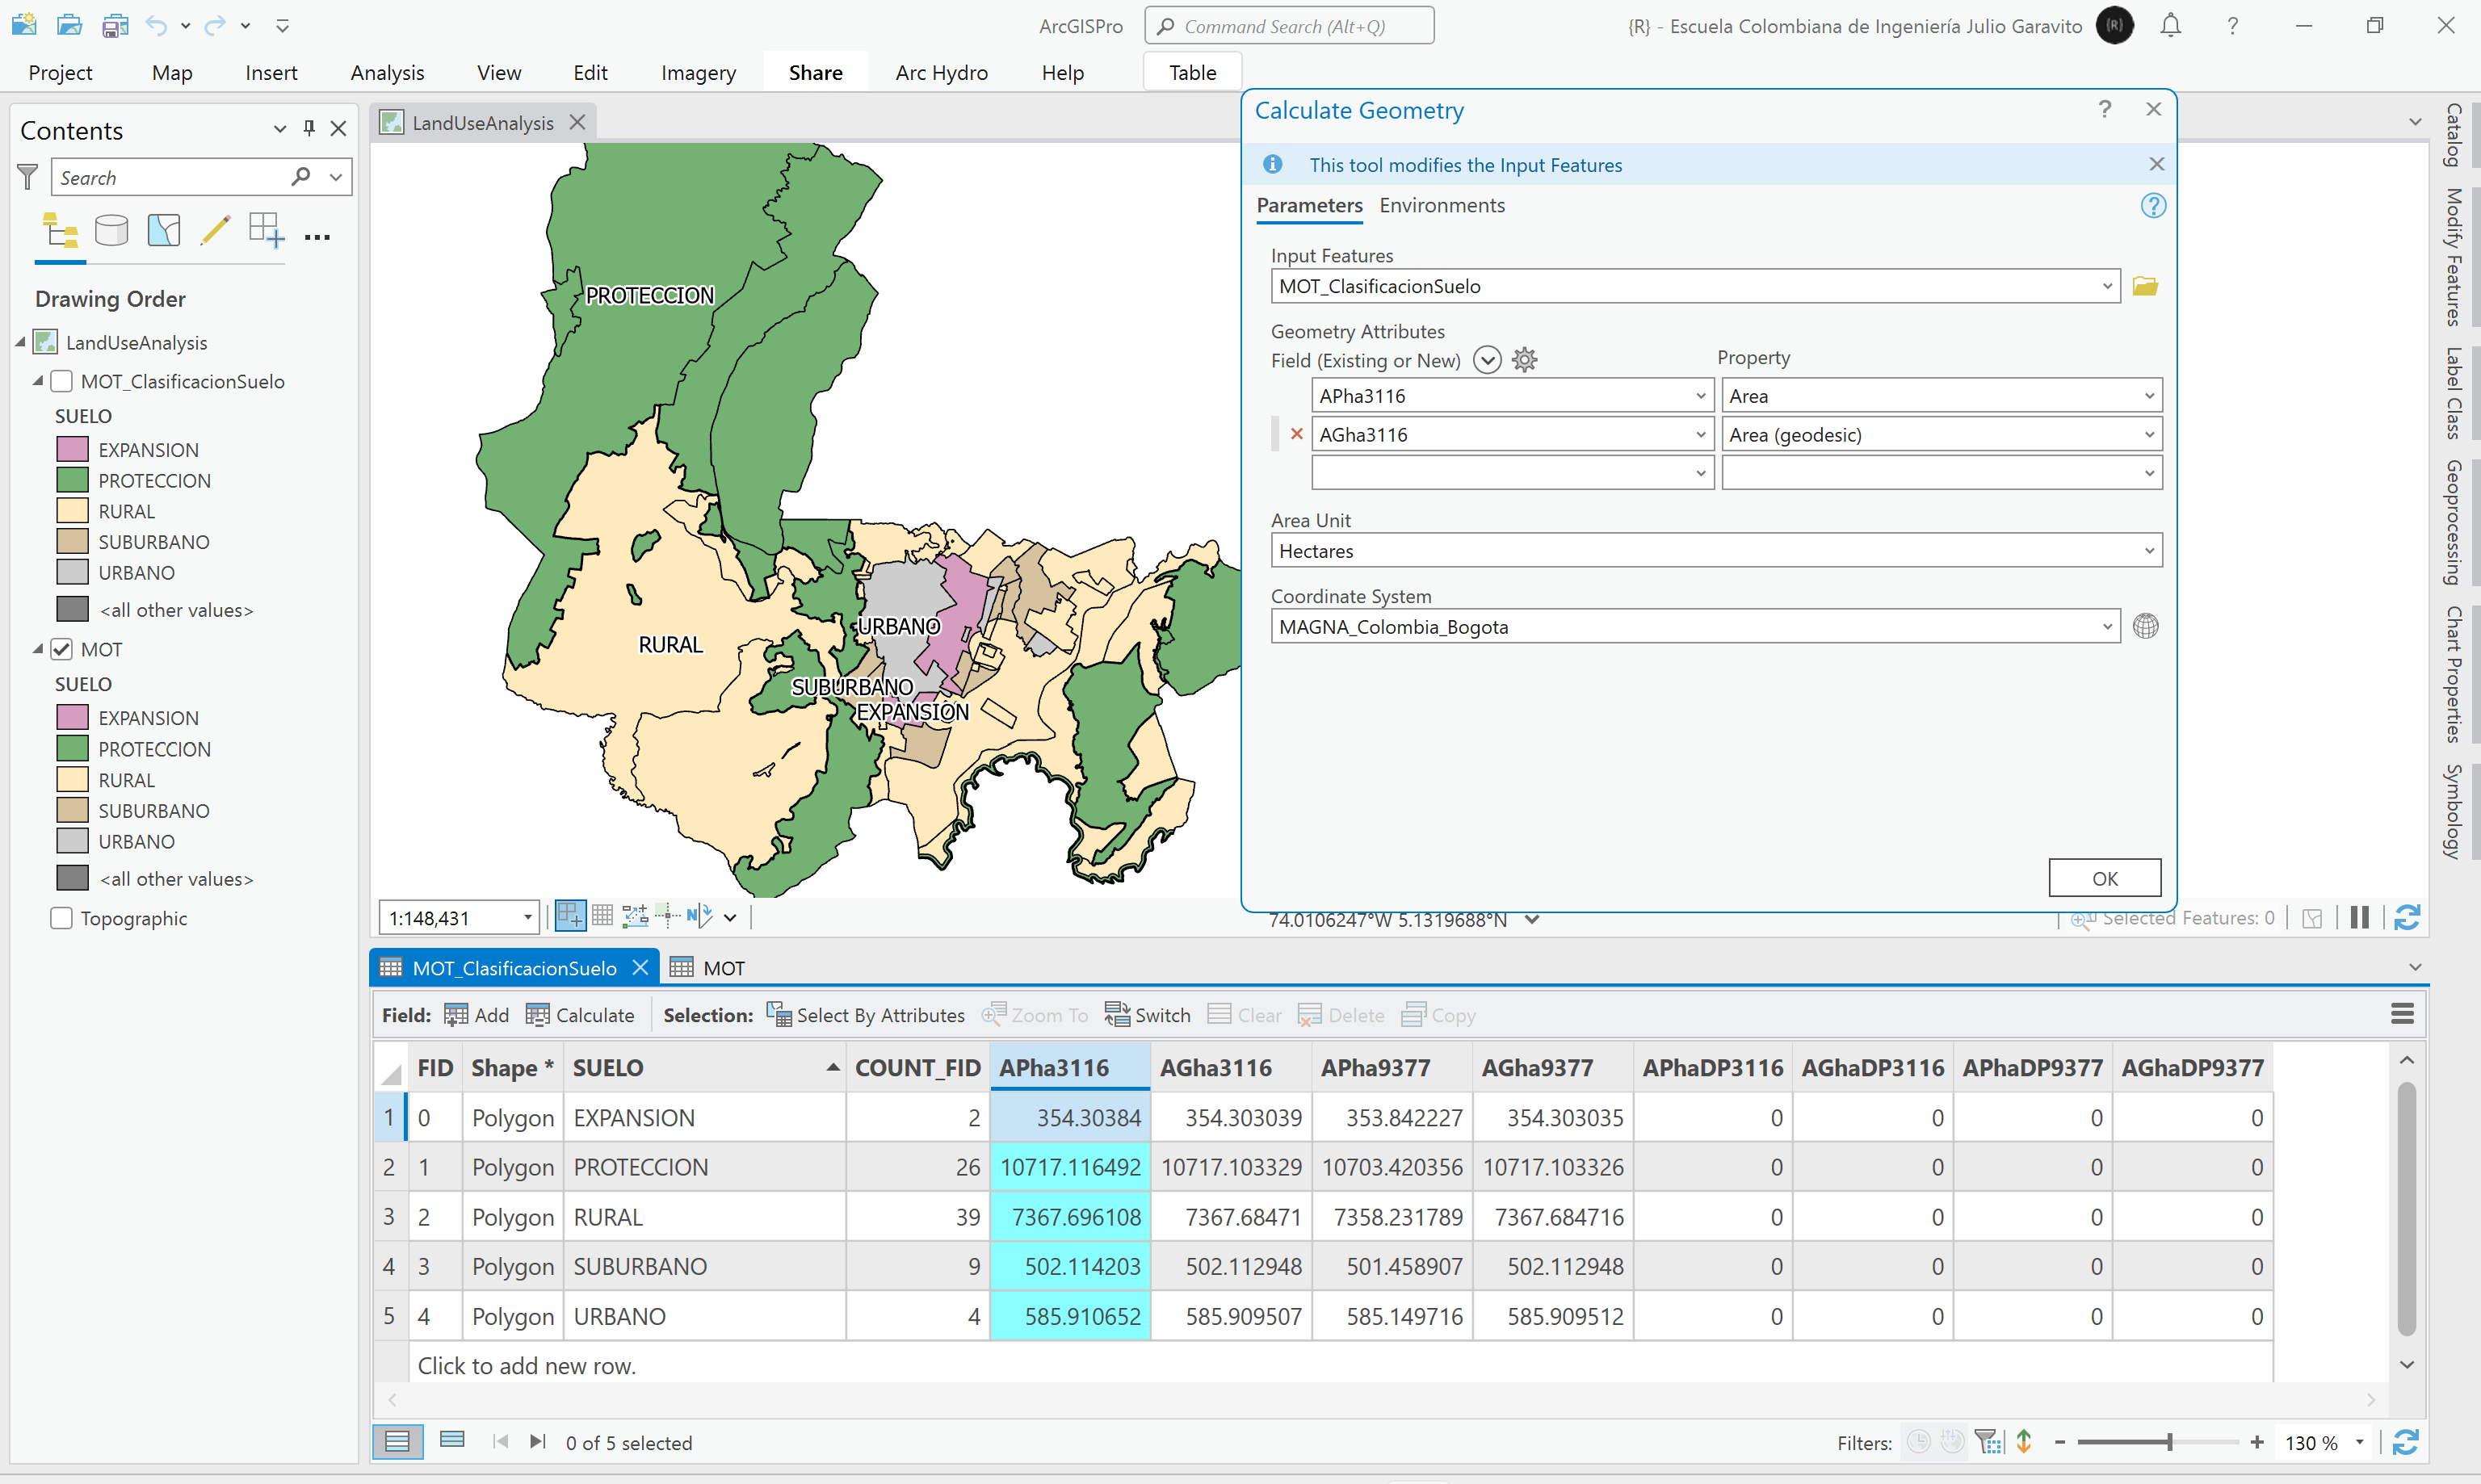 ArcGISPro
Command Search (Alt+Q)
{R} - Escuela Colombiana de Ingeniería Julio Garavito
{R}
?
Project Map Insert Analysis View Edit Imagery Share Arc Hydro Help Table
Contents
Search
Drawing Order
LandUseAnalysis
MOT_ClasificacionSuelo
SUELO
EXPANSION
PROTECCION
RURAL
SUBURBANO
URBANO
<all other values>
MOT
SUELO
EXPANSION
PROTECCION
RURAL
SUBURBANO
URBANO
<all other values>
Topographic
LandUseAnalysis
PROTECCION
URBANO
RURAL
SUBURBANO
EXPANSION
1:148,431
N
74.0106247°W 5.1319688°N
Selected Features: 0
Calculate Geometry
?
This tool modifies the Input Features
Parameters Environments
?
Input Features
MOT_ClasificacionSuelo
Geometry Attributes
Field (Existing or New) Property
APha3116 Area
AGha3116 Area (geodesic)
Area Unit
Hectares
Coordinate System
MAGNA_Colombia_Bogota
OK
Catalog
Modify Features
Label Class
Geoprocessing
Chart Properties
Symbology
MOT_ClasificacionSuelo MOT
Field: Add Calculate Selection: Select By Attributes Zoom To Switch Clear Delete Copy
FID Shape * SUELO COUNT_FID APha3116 AGha3116 APha9377 AGha9377 APhaDP3116 AGhaDP3116 APhaDP9377 AGhaDP9377
1 0 Polygon EXPANSION 2 354.30384 354.303039 353.842227 354.303035 0 0 0 0
2 1 Polygon PROTECCION 26 10717.116492 10717.103329 10703.420356 10717.103326 0 0 0 0
3 2 Polygon RURAL 39 7367.696108 7367.68471 7358.231789 7367.684716 0 0 0 0
4 3 Polygon SUBURBANO 9 502.114203 502.112948 501.458907 502.112948 0 0 0 0
5 4 Polygon URBANO 4 585.910652 585.909507 585.149716 585.909512 0 0 0 0
Click to add new row.
0 of 5 selected
Filters:
130 %